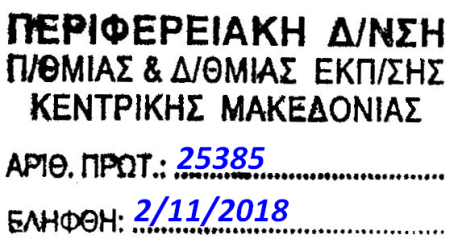 ΠΕΡΙΦΕΡΕΙΑΚΗ Δ/ΝΣΗ
Π/ΘΜΙΑΣ & Δ/ΘΜΙΑΣ ΕΚΠ/ΣΗΣ
ΚΕΝΤΡΙΚΗΣ ΜΑΚΕΔΟΝΙΑΣ
ΑΡΙΘ. ΠΡΩΤ.: 25385
ΕΛΗΦΘΗ: 2/11/2018